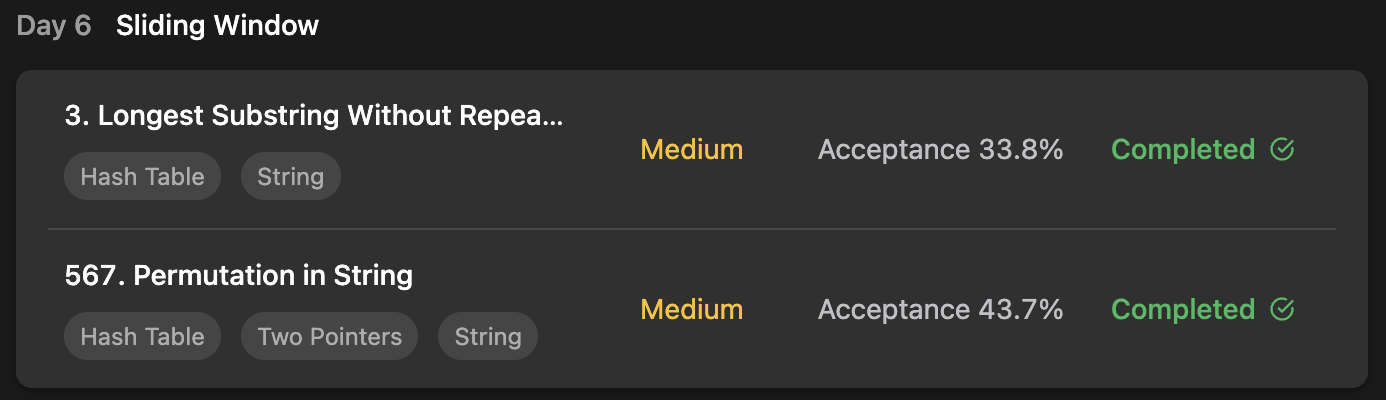 Day 6 Sliding Window
3. Longest Substring Without Repea...
Medium Acceptance 33.8% Completed
Hash Table String
567. Permutation in String
Medium Acceptance 43.7% Completed
Hash Table Two Pointers String